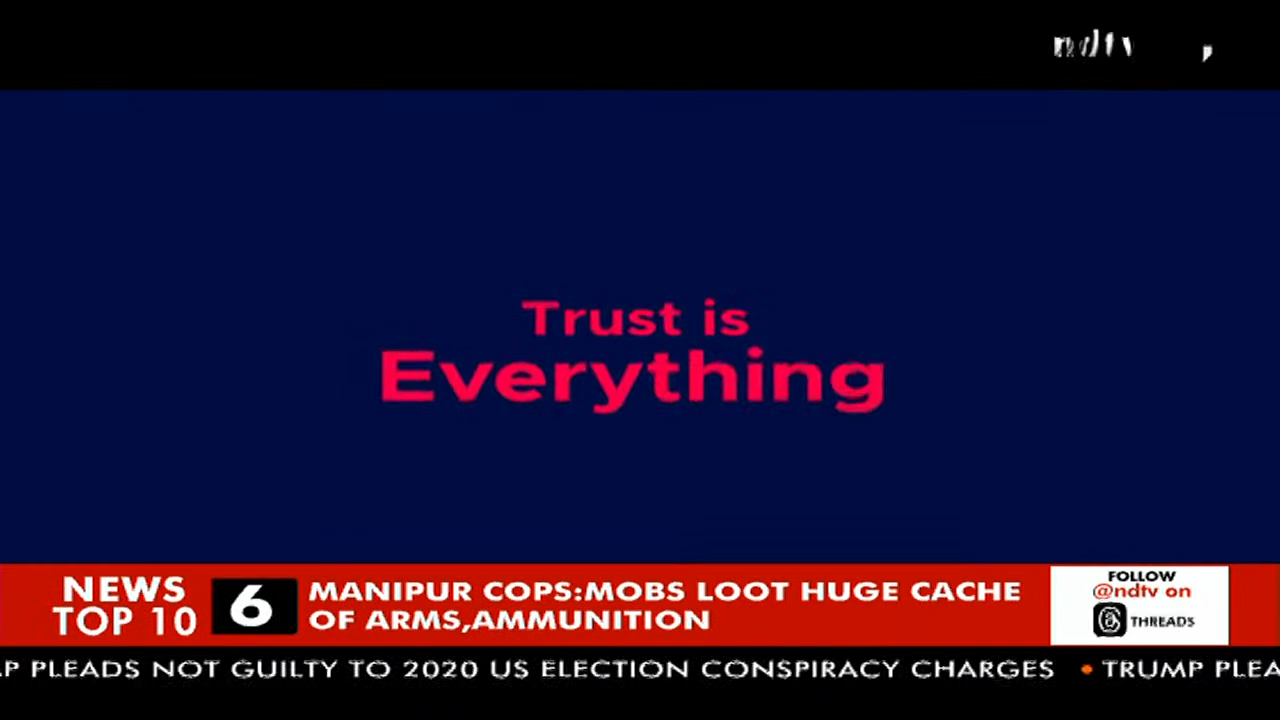 ndtv
Trust is
Everything
NEWS
TOP 10
6
MANIPUR COPS:MOBS LOOT HUGE CACHE
OF ARMS,AMMUNITION
FOLLOW
@ndtv on
THREADS
P PLEADS NOT GUILTY TO 2020 US ELECTION CONSPIRACY CHARGES • TRUMP PLEA